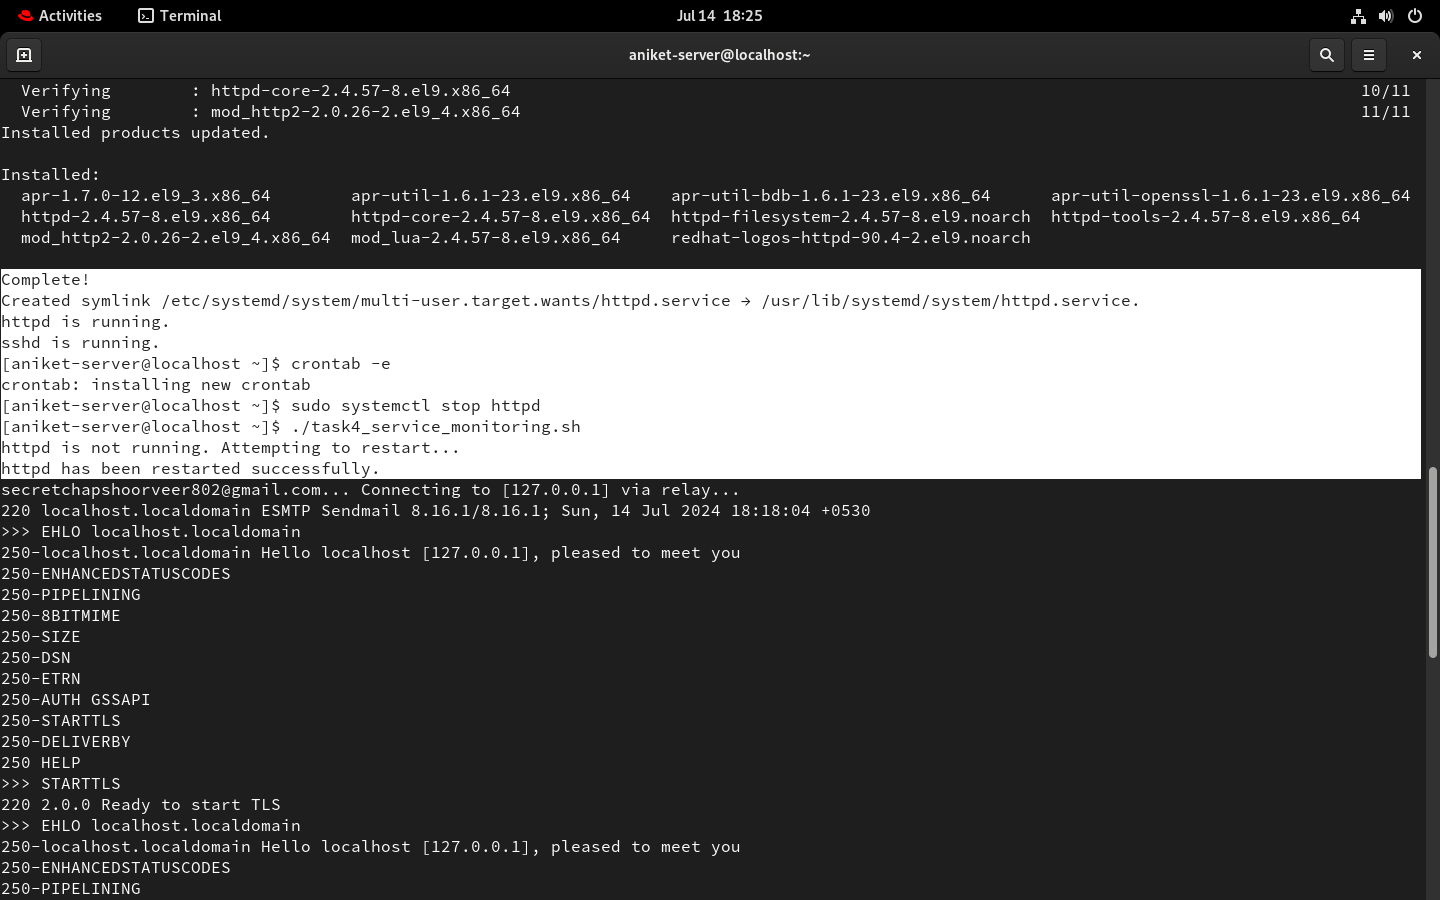 Activities Terminal Jul 14 18:25
aniket-server@localhost:~
Verifying : httpd-core-2.4.57-8.el9.x86_64 10/11
Verifying : mod_http2-2.0.26-2.el9_4.x86_64 11/11
Installed products updated.
Installed:
apr-1.7.0-12.el9_3.x86_64 apr-util-1.6.1-23.el9.x86_64 apr-util-bdb-1.6.1-23.el9.x86_64 apr-util-openssl-1.6.1-23.el9.x86_64
httpd-2.4.57-8.el9.x86_64 httpd-core-2.4.57-8.el9.x86_64 httpd-filesystem-2.4.57-8.el9.noarch httpd-tools-2.4.57-8.el9.x86_64
mod_http2-2.0.26-2.el9_4.x86_64 mod_lua-2.4.57-8.el9.x86_64 redhat-logos-httpd-90.4-2.el9.noarch
Complete!
Created symlink /etc/systemd/system/multi-user.target.wants/httpd.service → /usr/lib/systemd/system/httpd.service.
httpd is running.
sshd is running.
[aniket-server@localhost ~]$ crontab -e
crontab: installing new crontab
[aniket-server@localhost ~]$ sudo systemctl stop httpd
[aniket-server@localhost ~]$ ./task4_service_monitoring.sh
httpd is not running. Attempting to restart...
httpd has been restarted successfully.
secretchapshoorveer802@gmail.com... Connecting to [127.0.0.1] via relay...
220 localhost.localdomain ESMTP Sendmail 8.16.1/8.16.1; Sun, 14 Jul 2024 18:18:04 +0530
>>> EHLO localhost.localdomain
250-localhost.localdomain Hello localhost [127.0.0.1], pleased to meet you
250-ENHANCEDSTATUSCODES
250-PIPELINING
250-8BITMIME
250-SIZE
250-DSN
250-ETRN
250-AUTH GSSAPI
250-STARTTLS
250-DELIVERBY
250 HELP
>>> STARTTLS
220 2.0.0 Ready to start TLS
>>> EHLO localhost.localdomain
250-localhost.localdomain Hello localhost [127.0.0.1], pleased to meet you
250-ENHANCEDSTATUSCODES
250-PIPELINING